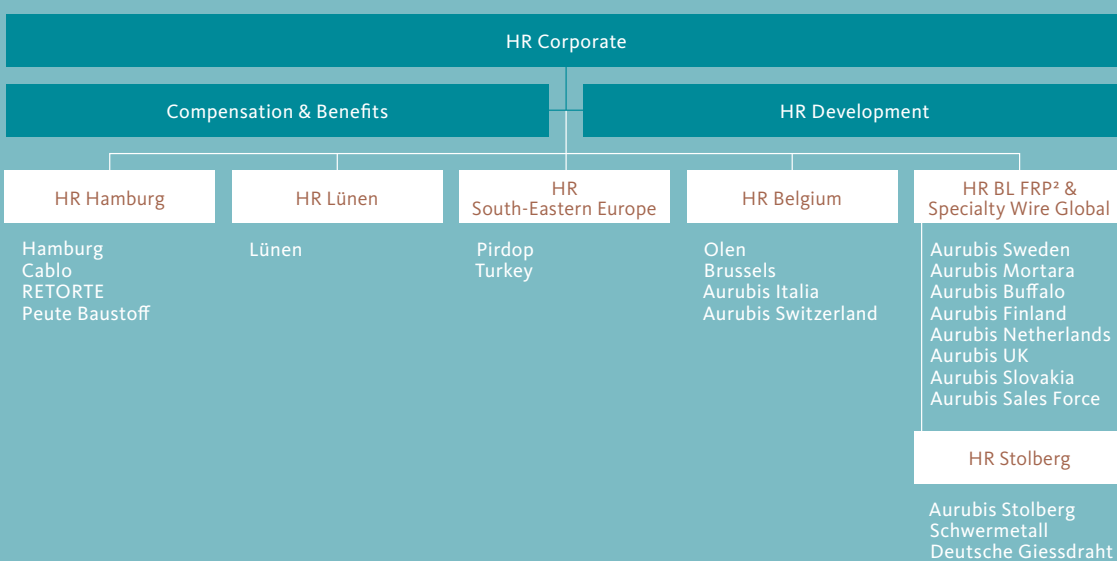 HR Corporate
Compensation & Benefits
HR Development
HR Hamburg
Hamburg
Cablo
RETORTE
Peute Baustoff
HR Lünen
Lünen
HR
South-Eastern Europe
Pirdop
Turkey
HR Belgium
Olen
Brussels
Aurubis Italia
Aurubis Switzerland
HR BL FRP² &
Specialty Wire Global
Aurubis Sweden
Aurubis Mortara
Aurubis Buffalo
Aurubis Finland
Aurubis Netherlands
Aurubis UK
Aurubis Slovakia
Aurubis Sales Force
HR Stolberg
Aurubis Stolberg
Schwermetall
Deutsche Giessdraht